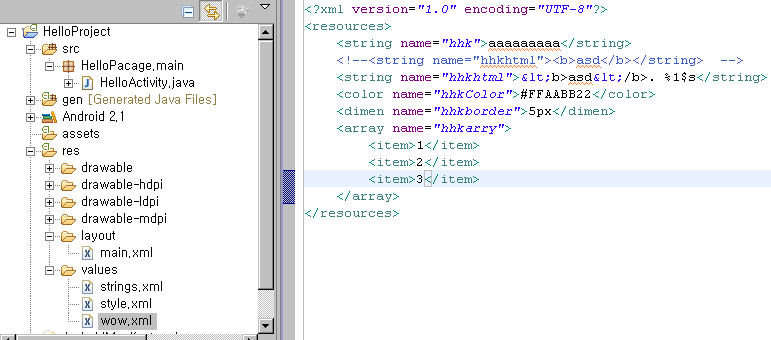 HelloProject
src
HelloPacage.main
HelloActivity.java
gen [Generated Java Files]
Android 2.1
assets
res
drawable
drawable-hdpi
drawable-ldpi
drawable-mdpi
layout
main.xml
values
strings.xml
style.xml
wow.xml
<?xml version="1.0" encoding="UTF-8"?>
<resources>
<string name="hhk">aaaaaaaaaa</string>
<!--<string name="hhkhtml"><b>asd</b></string>  -->
<string name="hhkhtml">&lt;b>asd&lt;/b>. %1$s</string>
<color name="hhkColor">#FFAABB22</color>
<dimen name="hhkborder">5px</dimen>
<array name="hhkarry">
<item>1</item>
<item>2</item>
<item>3</item>
</array>
</resources>